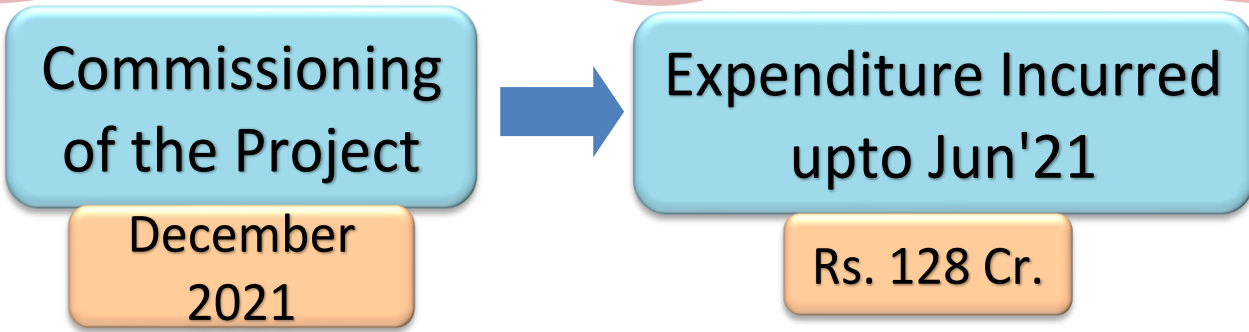 Commissioning
of the Project
December
2021
Expenditure Incurred
upto Jun'21
Rs. 128 Cr.